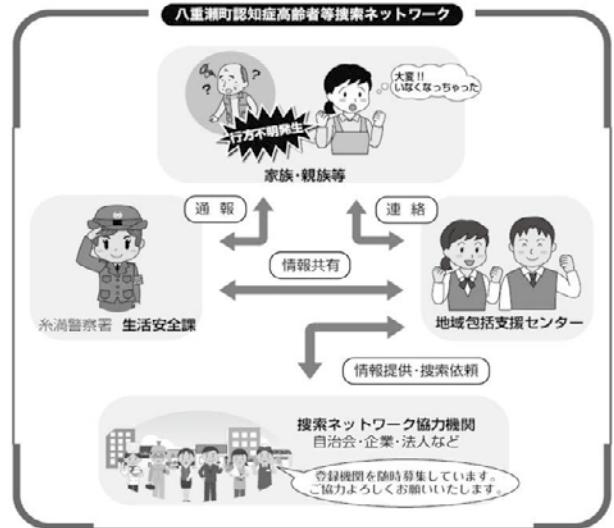 八重瀬町認知症高齢者等捜索ネットワーク
?
?
大変!!
いなくなっちゃった
行方不明発生
家族・親族等
通 報
連 絡
情報共有
糸満警察署 生活安全課
地域包括支援センター
情報提供・捜索依頼
捜索ネットワーク協力機関
自治会・企業・法人など
登録機関を随時募集しています。
ご協力よろしくお願いいたします。